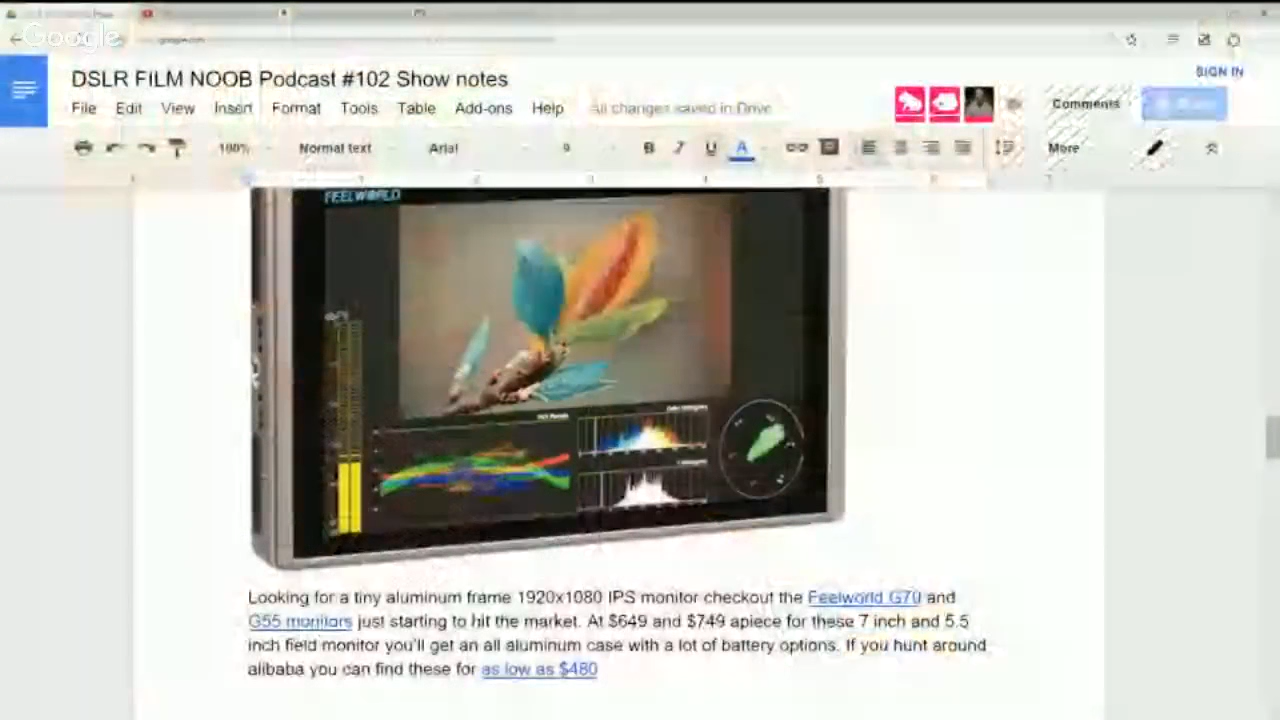 Google
SIGN IN
DSLR FILM NOOB Podcast #102 Show notes
File Edit View Insert Format Tools Table Add-ons Help All changes saved in Drive
Comments
100% Normal text Arial 9 B I U A More
FEELWORLD
Looking for a tiny aluminum frame 1920x1080 IPS monitor checkout the Feelworld G70 and
G55 monitors just starting to hit the market. At $649 and $749 apiece for these 7 inch and 5.5
inch field monitor you'll get an all aluminum case with a lot of battery options. If you hunt around
alibaba you can find these for as low as $480